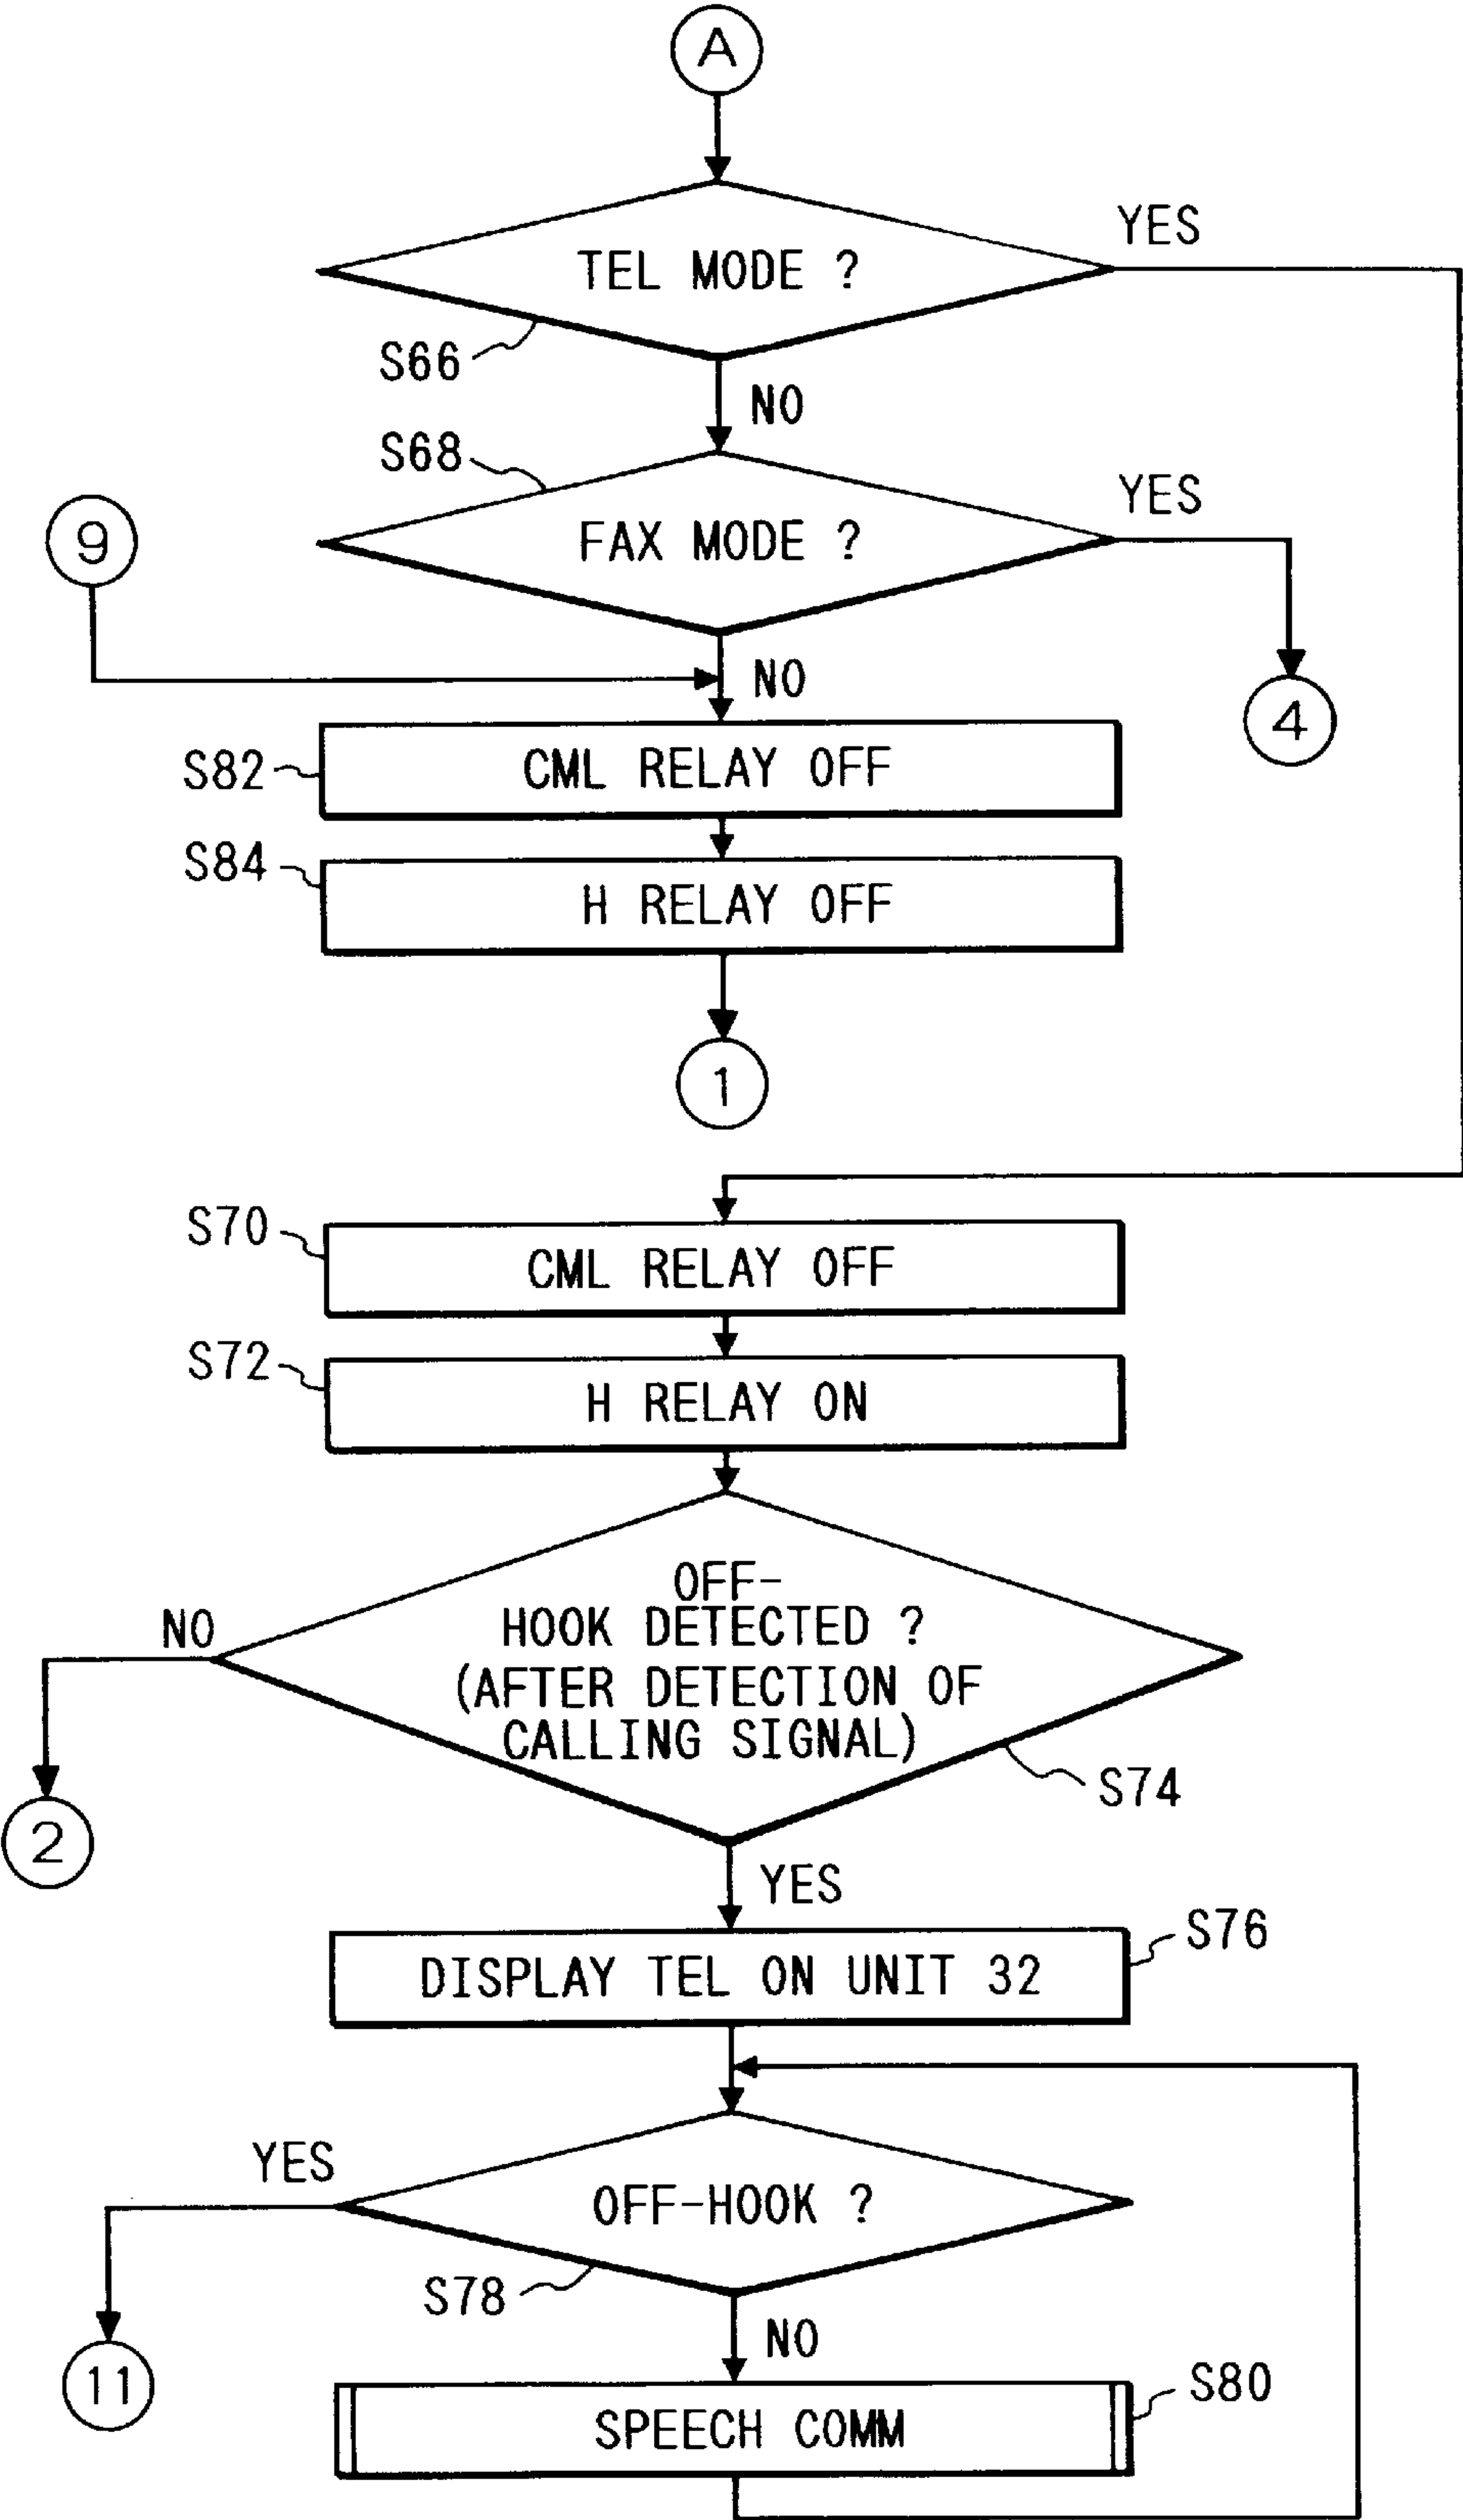 A
TEL MODE ?
YES
S66
NO
S68
FAX MODE ?
YES
9
NO
4
S82
CML RELAY OFF
S84
H RELAY OFF
1
S70
CML RELAY OFF
S72
H RELAY ON
OFF-
HOOK DETECTED ?
(AFTER DETECTION OF
CALLING SIGNAL)
NO
S74
2
YES
DISPLAY TEL ON UNIT 32
S76
YES
OFF-HOOK ?
S78
NO
11
SPEECH COMM
S80